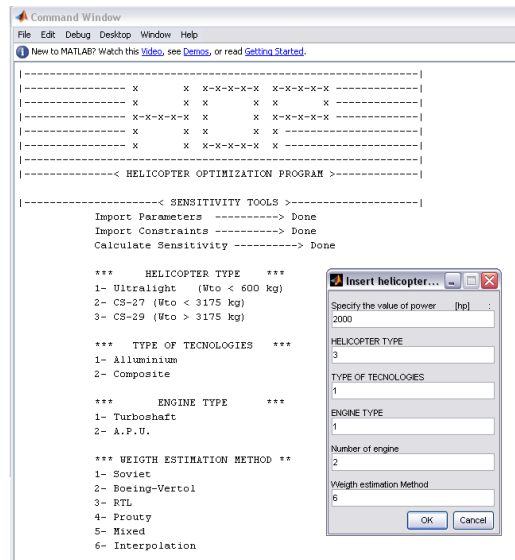 Command Window
File Edit Debug Desktop Window Help
New to MATLAB? Watch this Video, see Demos, or read Getting Started.
|----------------------------------------------------------------|
|---------------- x       x  x-x-x-x-x  x-x-x-x-x --------------|
|---------------- x       x  x       x  x       x --------------|
|---------------- x-x-x-x-x  x       x  x-x-x-x-x --------------|
|---------------- x       x  x       x  x ----------------------|
|---------------- x       x  x-x-x-x-x  x ----------------------|
|----------------------------------------------------------------|
|--------------< HELICOPTER OPTIMIZATION PROGRAM >--------------|
|---------------------< SENSITIVITY TOOLS >---------------------|
Import Parameters ----------> Done
Import Constraints ----------> Done
Calculate Sensitivity ----------> Done
*** HELICOPTER TYPE ***
1- Ultralight (Wto < 600 kg)
2- CS-27 (Wto < 3175 kg)
3- CS-29 (Wto > 3175 kg)
*** TYPE OF TECNOLOGIES ***
1- Alluminium
2- Composite
*** ENGINE TYPE ***
1- Turboshaft
2- A.P.U.
*** WEIGTH ESTIMATION METHOD **
1- Soviet
2- Boeing-Vertol
3- RTL
4- Prouty
5- Mixed
6- Interpolation
Insert helicopter...
Specify the value of power [hp] :
2000
HELICOPTER TYPE
3
TYPE OF TECNOLOGIES
1
ENGINE TYPE
1
Number of engine
2
Weigth estimation Method
6
OK Cancel